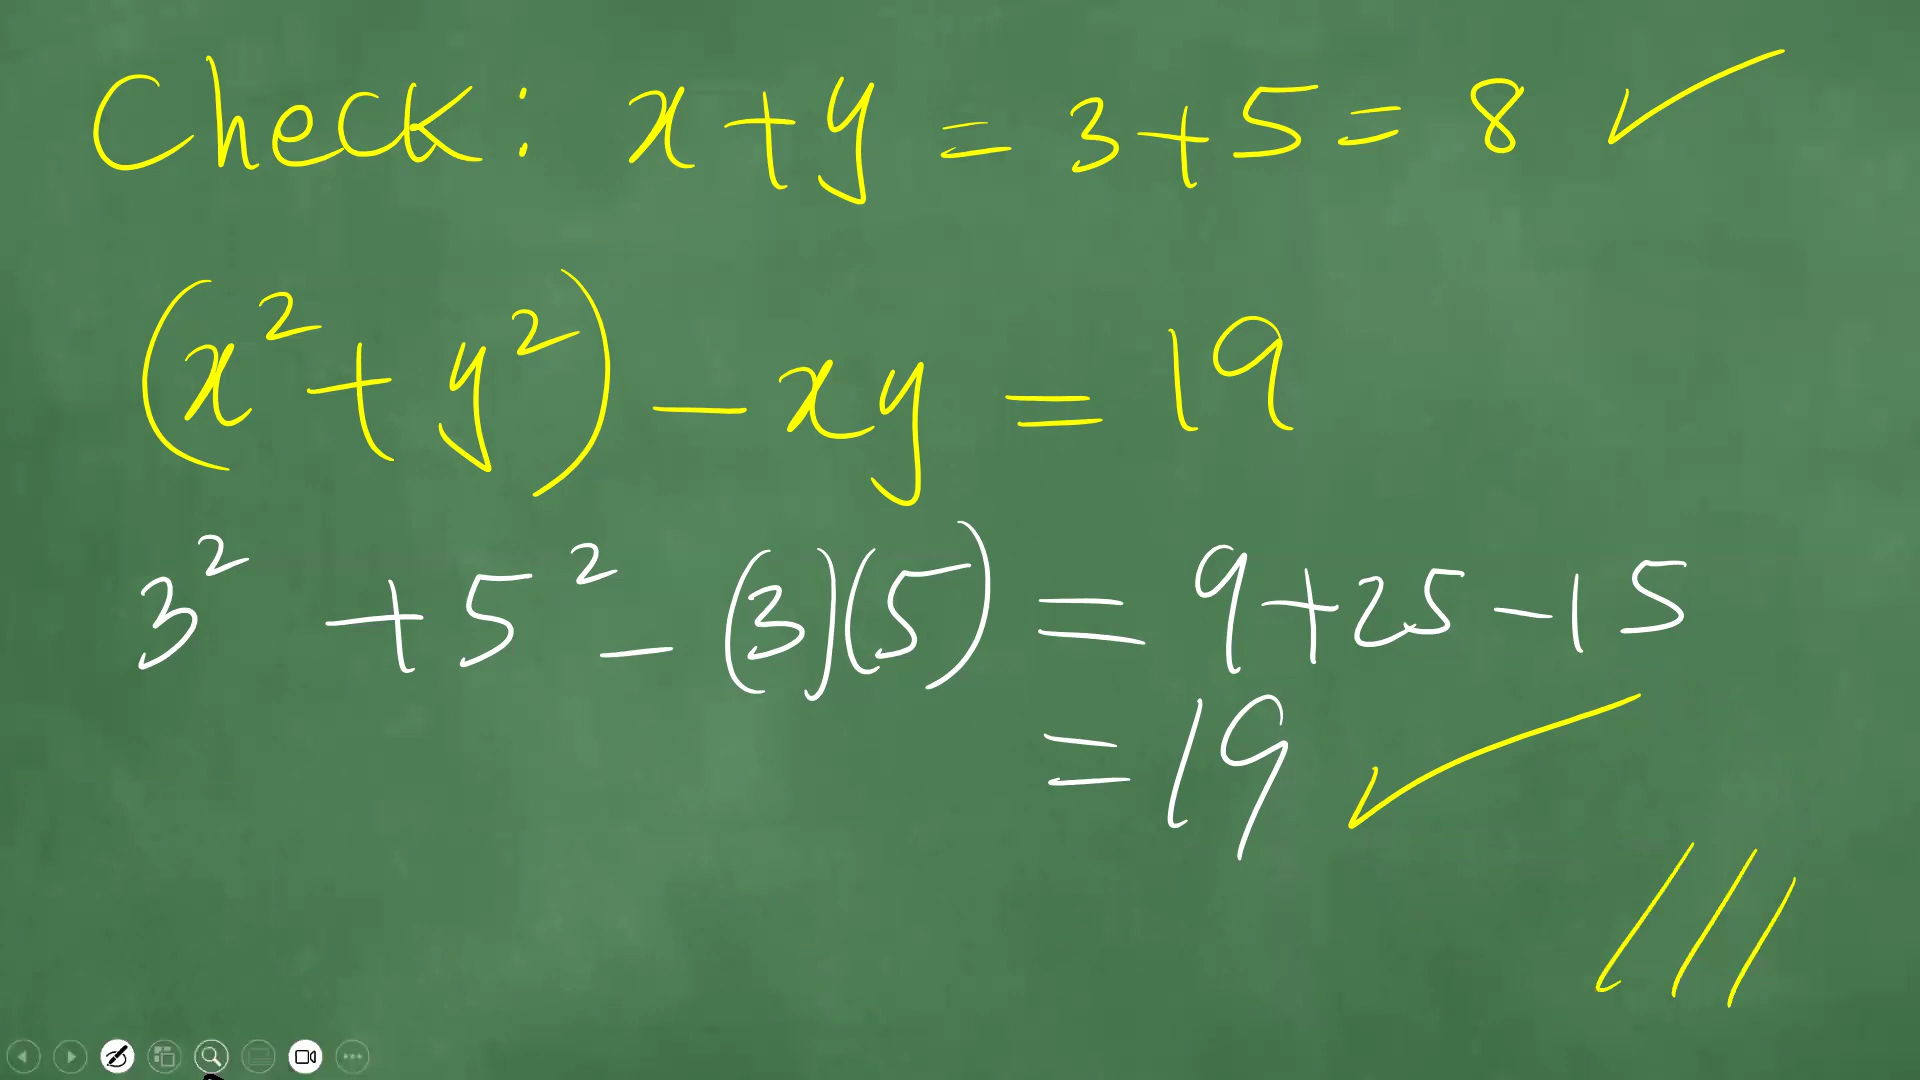 Check: x + y = 3 + 5 = 8 ✓
(x² + y²) - xy = 19
3² + 5² - (3)(5) = 9 + 25 - 15
= 19 ✓